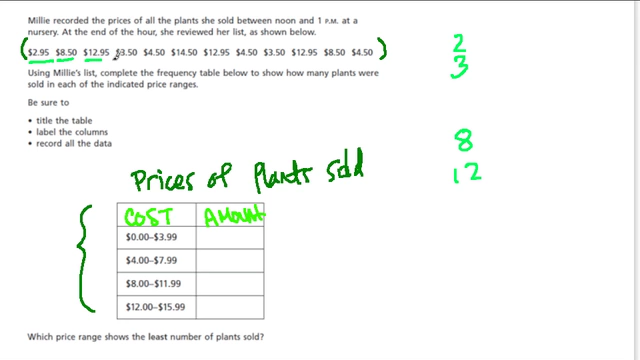 Millie recorded the prices of all the plants she sold between noon and 1 P.M. at a
nursery. At the end of the hour, she reviewed her list, as shown below.
( $2.95 $8.50 $12.95 $3.50 $4.50 $14.50 $12.95 $4.50 $3.50 $12.95 $8.50 $4.50 )
Using Millie's list, complete the frequency table below to show how many plants were
sold in each of the indicated price ranges.
Be sure to
• title the table
• label the columns
• record all the data
2
3
8
12
Prices of Plants Sold
COST AMOUNT
$0.00–$3.99
$4.00–$7.99
$8.00–$11.99
$12.00–$15.99
Which price range shows the least number of plants sold?